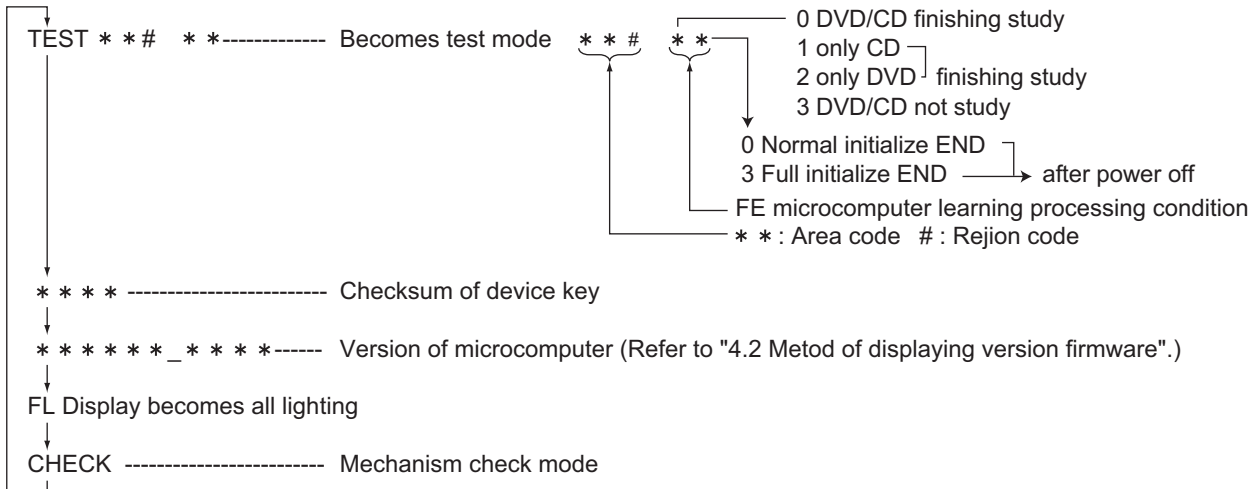 0 DVD/CD finishing study
TEST ＊＊# ＊＊------------ Becomes test mode ＊＊# ＊＊
1 only CD
2 only DVD finishing study
3 DVD/CD not study
0 Normal initialize END
3 Full initialize END after power off
FE microcomputer learning processing condition
＊＊: Area code # : Rejion code
＊＊＊＊ ------------------------- Checksum of device key
＊＊＊＊＊＊_＊＊＊＊------ Version of microcomputer (Refer to "4.2 Metod of displaying version firmware".)
FL Display becomes all lighting
CHECK ------------------------- Mechanism check mode